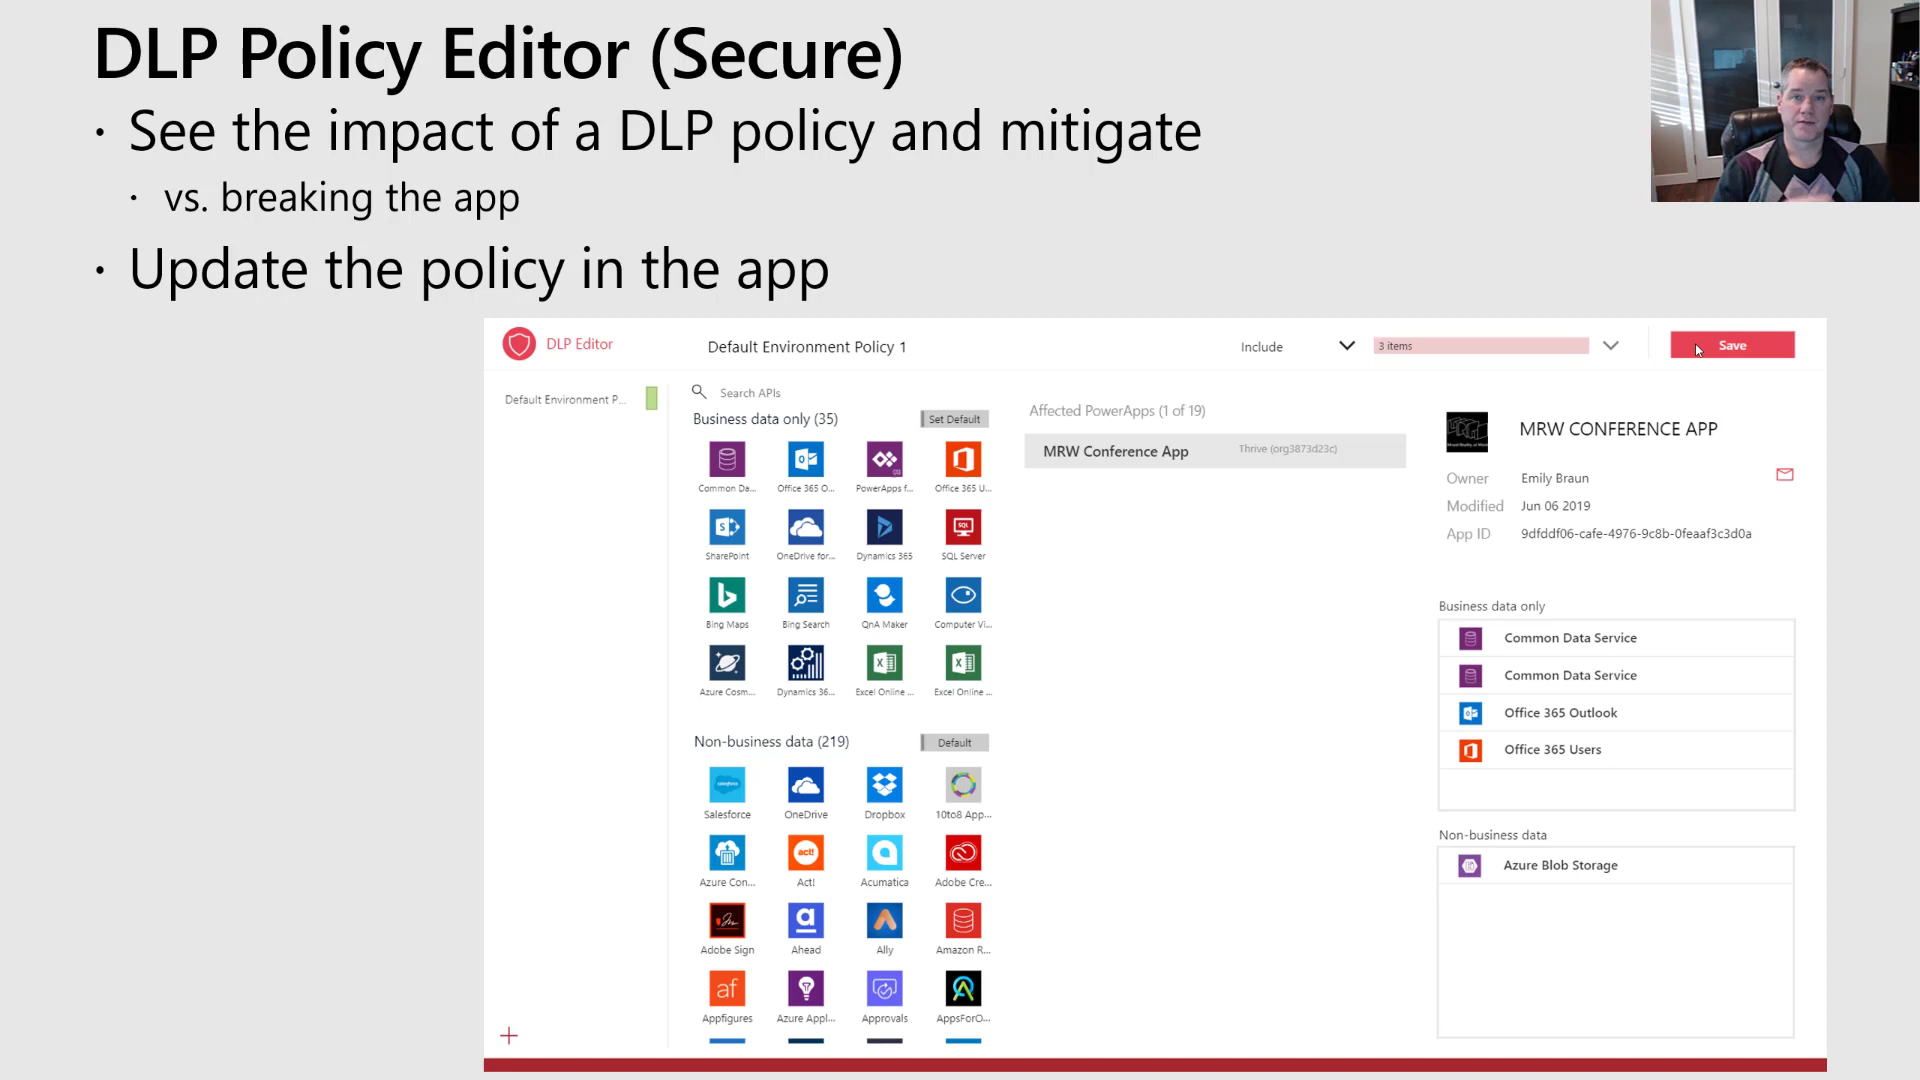 DLP Policy Editor (Secure)
• See the impact of a DLP policy and mitigate
• vs. breaking the app
• Update the policy in the app
DLP Editor
Default Environment Policy 1
Include
3 items
Save
Default Environment P...
Search APIs
Business data only (35)
Set Default
Common Da...
Office 365 O...
PowerApps f...
Office 365 U...
SharePoint
OneDrive for...
Dynamics 365
SQL Server
Bing Maps
Bing Search
QnA Maker
Computer Vi...
Azure Cosm...
Dynamics 36...
Excel Online ...
Excel Online ...
Non-business data (219)
Default
Salesforce
OneDrive
Dropbox
10to8 App...
Azure Con...
Act!
Acumatica
Adobe Cre...
Adobe Sign
Ahead
Ally
Amazon R...
Appfigures
Azure Appl...
Approvals
AppsForO...
Affected PowerApps (1 of 19)
MRW Conference App
Thrive (org3873d23c)
MRW CONFERENCE APP
Owner Emily Braun
Modified Jun 06 2019
App ID 9dfddf06-cafe-4976-9c8b-0feaaf3c3d0a
Business data only
Common Data Service
Common Data Service
Office 365 Outlook
Office 365 Users
Non-business data
Azure Blob Storage